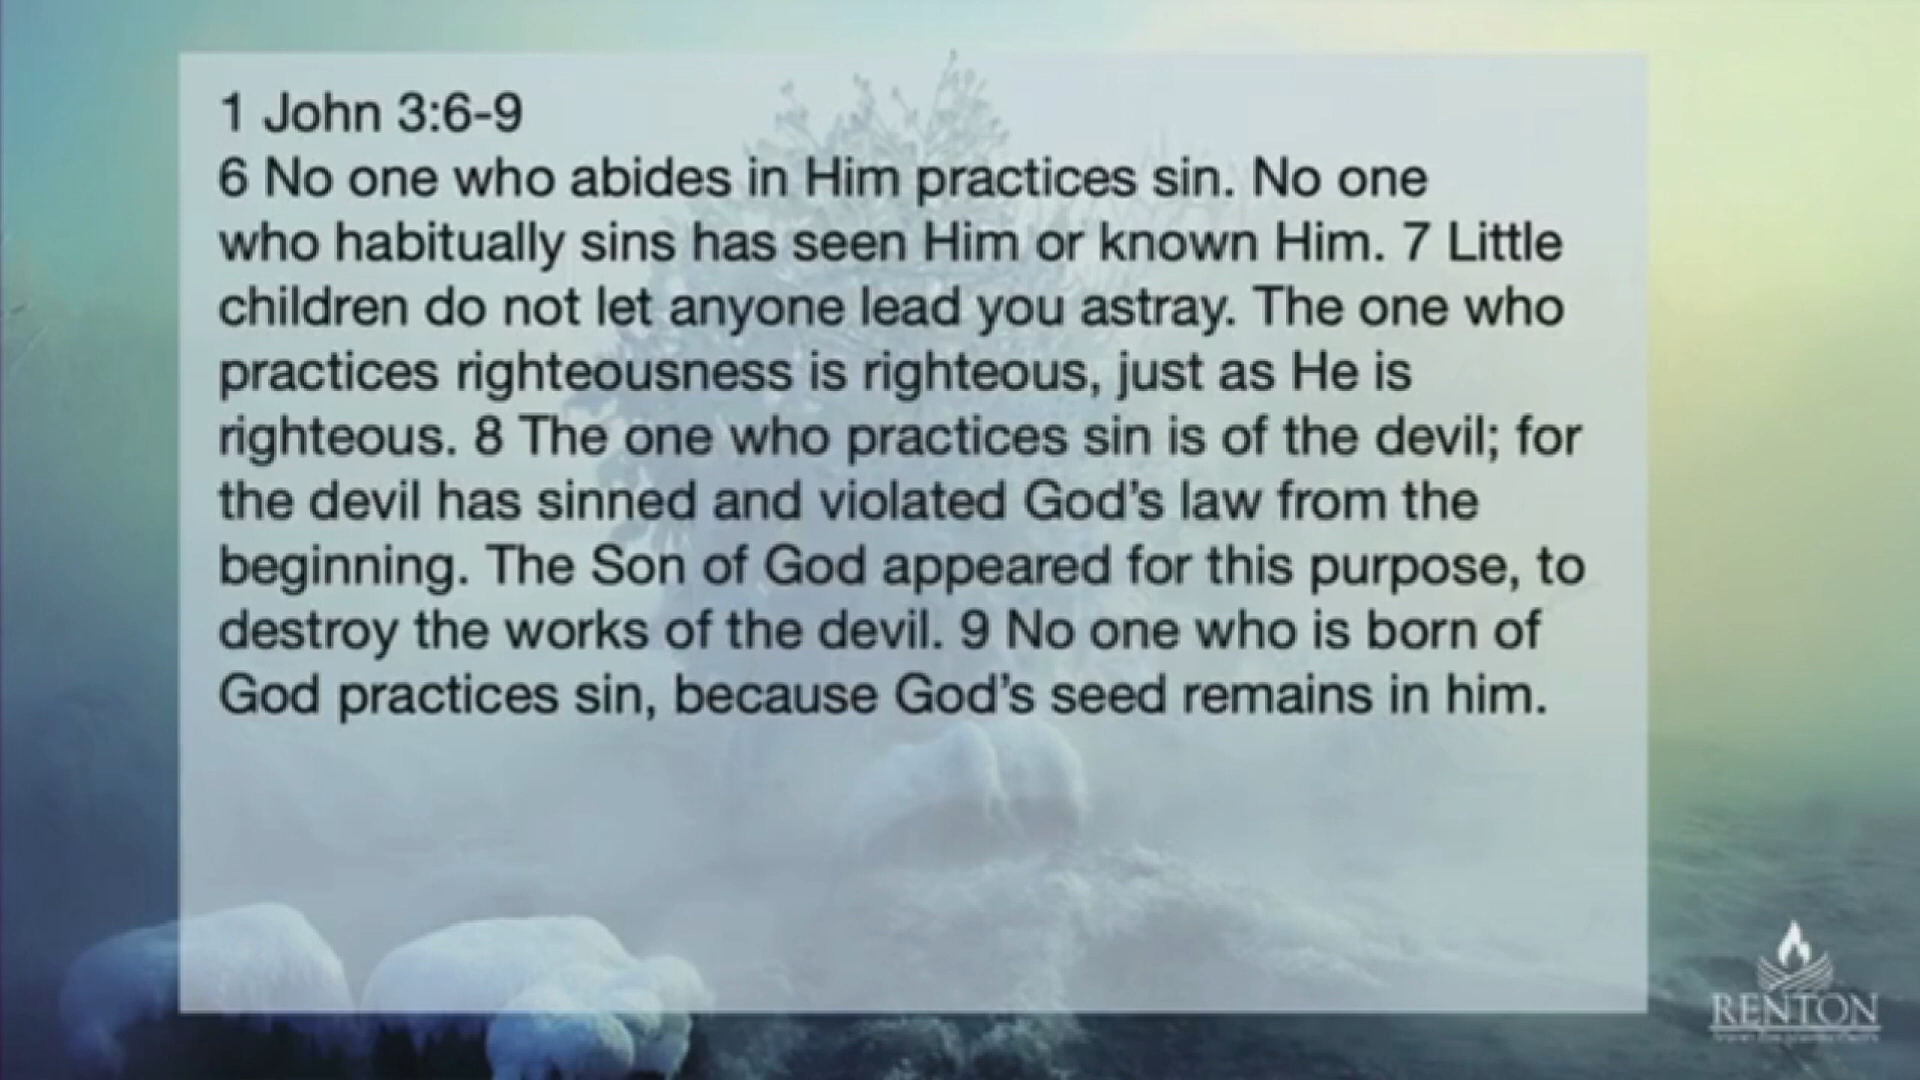 1 John 3:6-9
6 No one who abides in Him practices sin. No one
who habitually sins has seen Him or known Him. 7 Little
children do not let anyone lead you astray. The one who
practices righteousness is righteous, just as He is
righteous. 8 The one who practices sin is of the devil; for
the devil has sinned and violated God’s law from the
beginning. The Son of God appeared for this purpose, to
destroy the works of the devil. 9 No one who is born of
God practices sin, because God’s seed remains in him.
RENTON